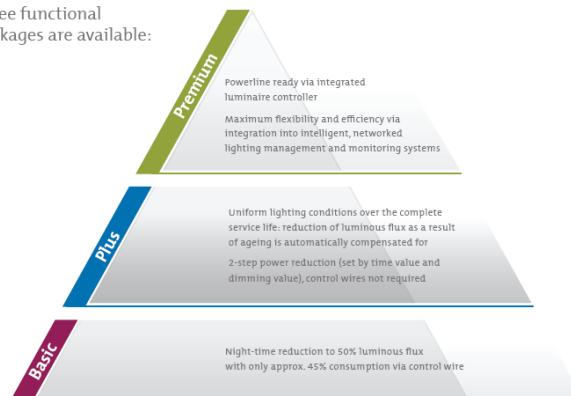 ee functional
kages are available:
Premium
Powerline ready via integrated
luminaire controller
Maximum flexibility and efficiency via
integration into intelligent, networked
lighting management and monitoring systems
Plus
Uniform lighting conditions over the complete
service life: reduction of luminous flux as a result
of ageing is automatically compensated for
2-step power reduction (set by time value and
dimming value), control wires not required
Basic
Night-time reduction to 50% luminous flux
with only approx. 45% consumption via control wire